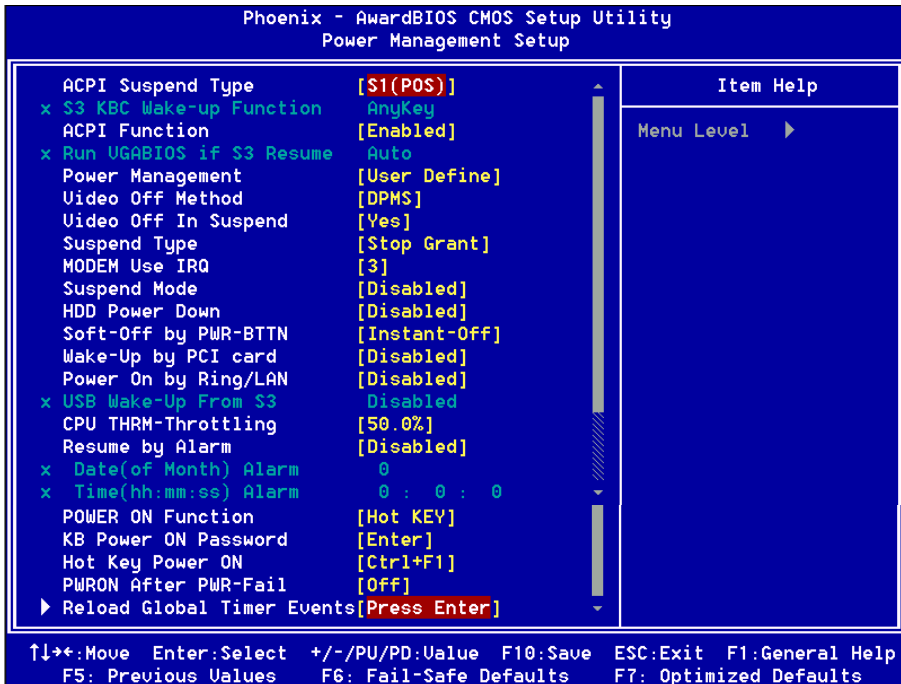 Phoenix - AwardBIOS CMOS Setup Utility
Power Management Setup
ACPI Suspend Type [S1(POS)]
x S3 KBC Wake-up Function AnyKey
ACPI Function [Enabled]
x Run VGABIOS if S3 Resume Auto
Power Management [User Define]
Video Off Method [DPMS]
Video Off In Suspend [Yes]
Suspend Type [Stop Grant]
MODEM Use IRQ [3]
Suspend Mode [Disabled]
HDD Power Down [Disabled]
Soft-Off by PWR-BTTN [Instant-Off]
Wake-Up by PCI card [Disabled]
Power On by Ring/LAN [Disabled]
x USB Wake-Up From S3 Disabled
CPU THRM-Throttling [50.0%]
Resume by Alarm [Disabled]
x Date(of Month) Alarm 0
x Time(hh:mm:ss) Alarm 0 : 0 : 0
POWER ON Function [Hot KEY]
KB Power ON Password [Enter]
Hot Key Power ON [Ctrl+F1]
PWRON After PWR-Fail [Off]
Reload Global Timer Events[Press Enter]
Item Help
Menu Level
↑↓→←:Move Enter:Select +/-/PU/PD:Value F10:Save ESC:Exit F1:General Help
F5: Previous Values F6: Fail-Safe Defaults F7: Optimized Defaults